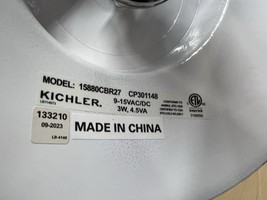 MODEL: 15880CBR27 CP301148
KICHLER.
9-15VAC/DC
3W, 4.5VA
133210
09-2023
MADE IN CHINA